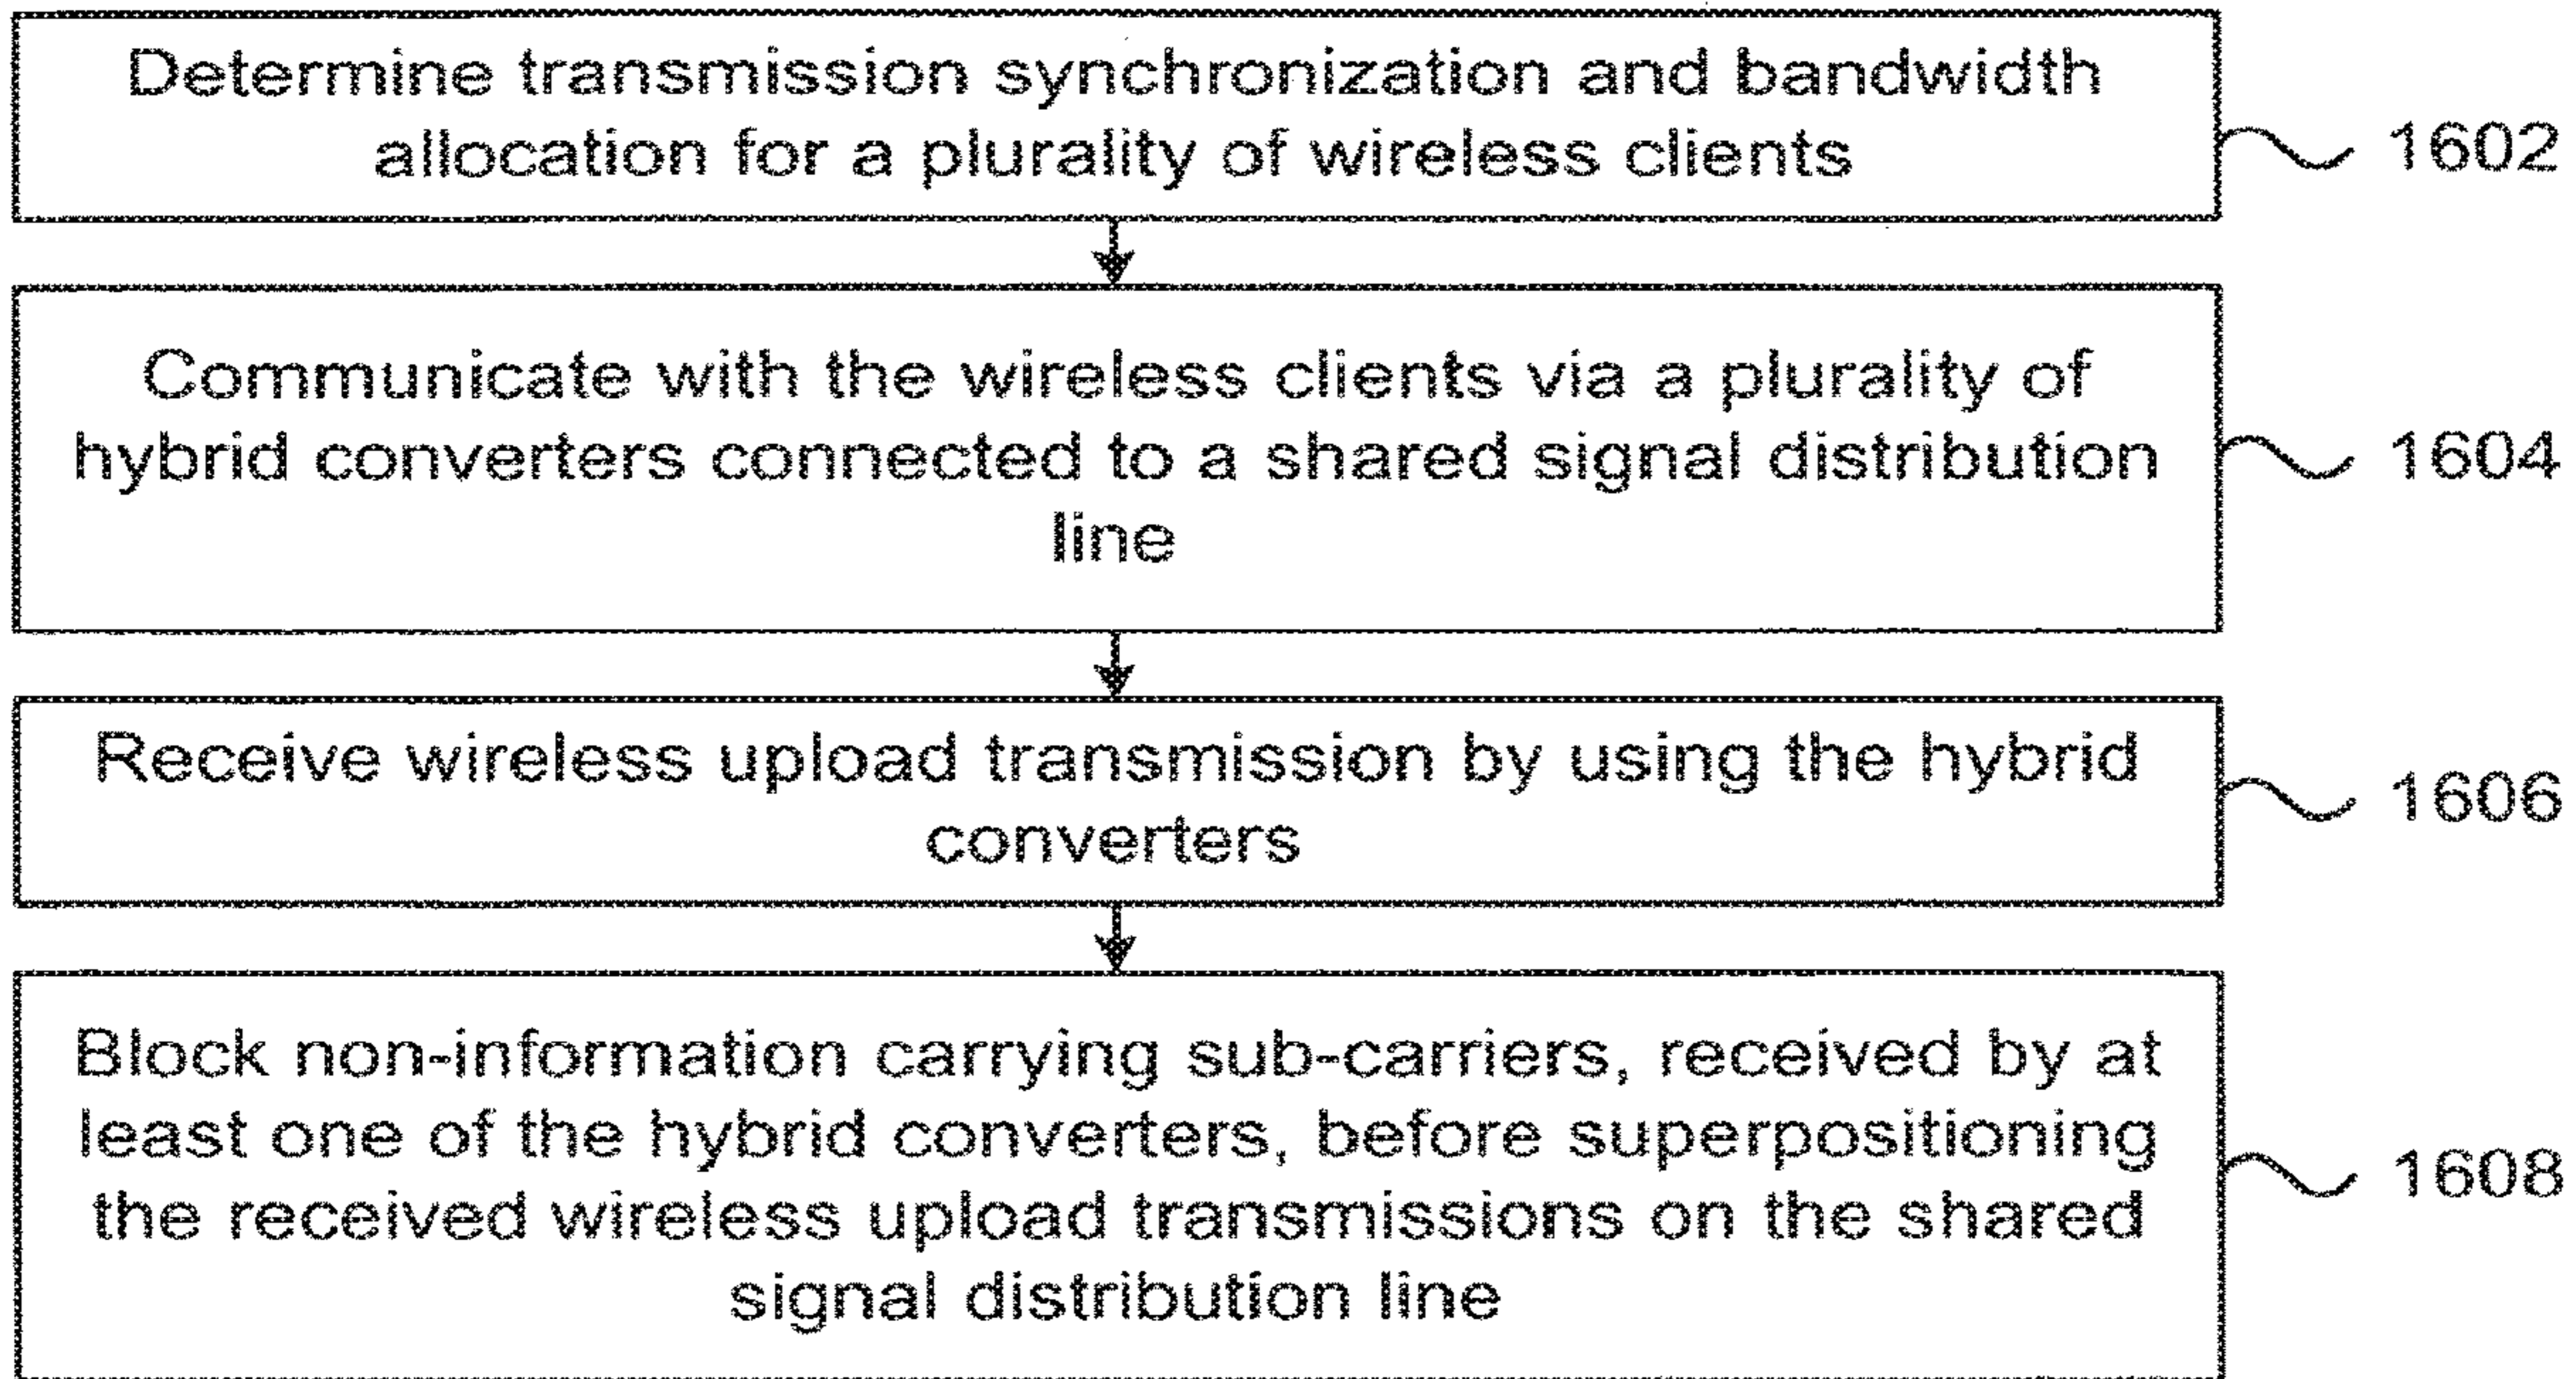 Determine transmission synchronization and bandwidth
allocation for a plurality of wireless clients
1602
Communicate with the wireless clients via a plurality of
hybrid converters connected to a shared signal distribution
line
1604
Receive wireless upload transmission by using the hybrid
converters
1606
Block non-information carrying sub-carriers, received by at
least one of the hybrid converters, before superpositioning
the received wireless upload transmissions on the shared
signal distribution line
1608